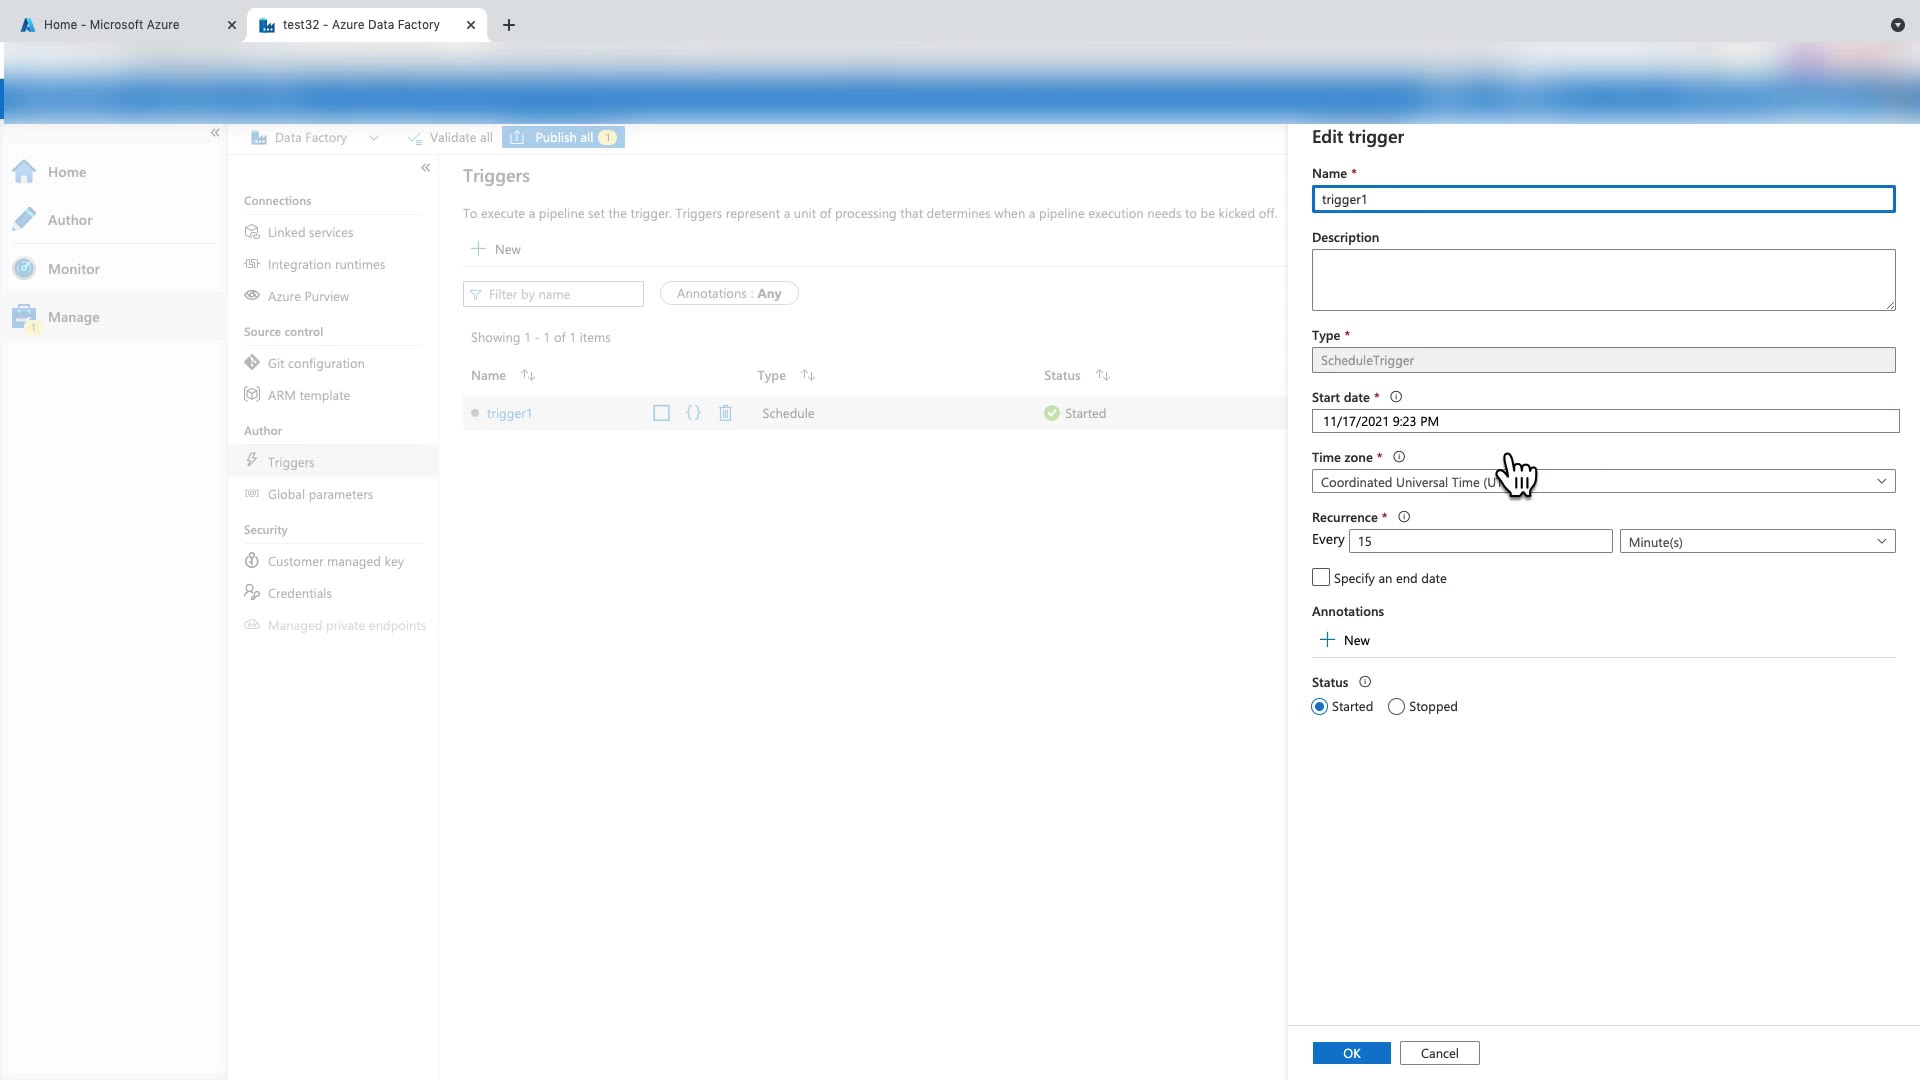 Home - Microsoft Azure
test32 - Azure Data Factory
Data Factory
Validate all
Publish all 1
Edit trigger
Home
Author
Monitor
Manage
1
Connections
Linked services
Integration runtimes
Azure Purview
Source control
Git configuration
ARM template
Author
Triggers
Global parameters
Security
Customer managed key
Credentials
Managed private endpoints
Triggers
To execute a pipeline set the trigger. Triggers represent a unit of processing that determines when a pipeline execution needs to be kicked off.
New
Filter by name
Annotations : Any
Showing 1 - 1 of 1 items
Name Type Status
trigger1 {} Schedule Started
Name *
trigger1
Description
Type *
ScheduleTrigger
Start date *
11/17/2021 9:23 PM
Time zone *
Coordinated Universal Time
Recurrence *
Every 15 Minute(s)
Specify an end date
Annotations
New
Status
Started Stopped
OK Cancel